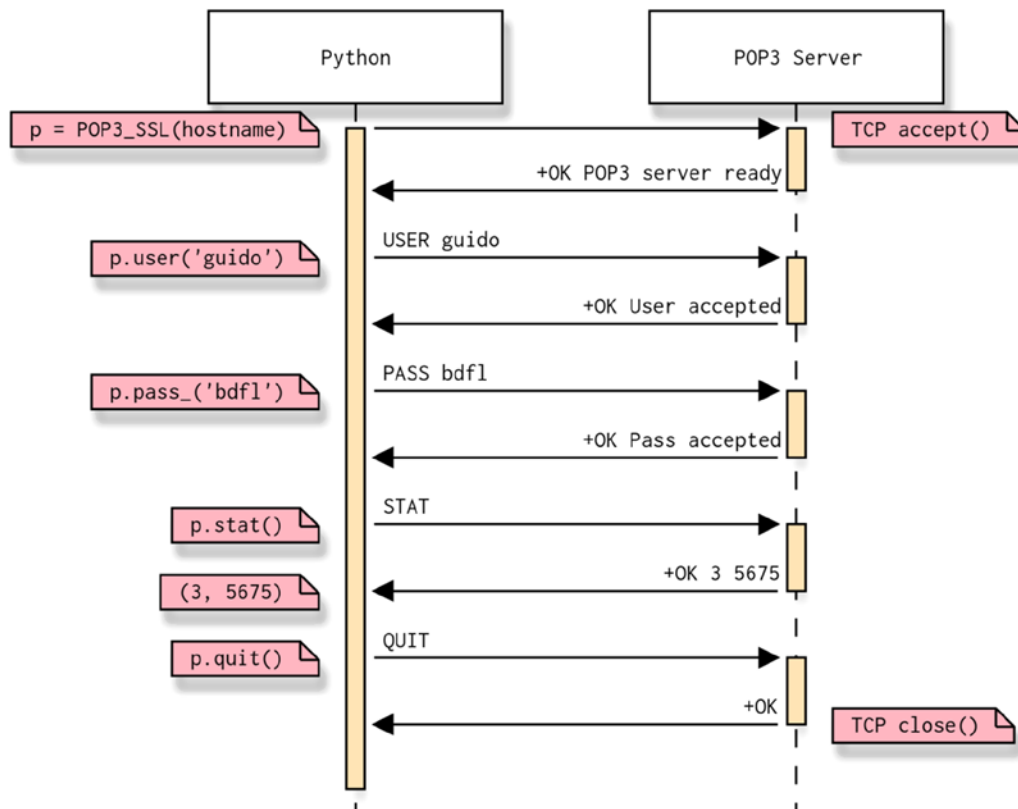 Python
POP3 Server
p = POP3_SSL(hostname)
TCP accept()
+OK POP3 server ready
p.user('guido')
USER guido
+OK User accepted
p.pass_('bdfl')
PASS bdfl
+OK Pass accepted
p.stat()
STAT
(3, 5675)
+OK 3 5675
p.quit()
QUIT
+OK
TCP close()